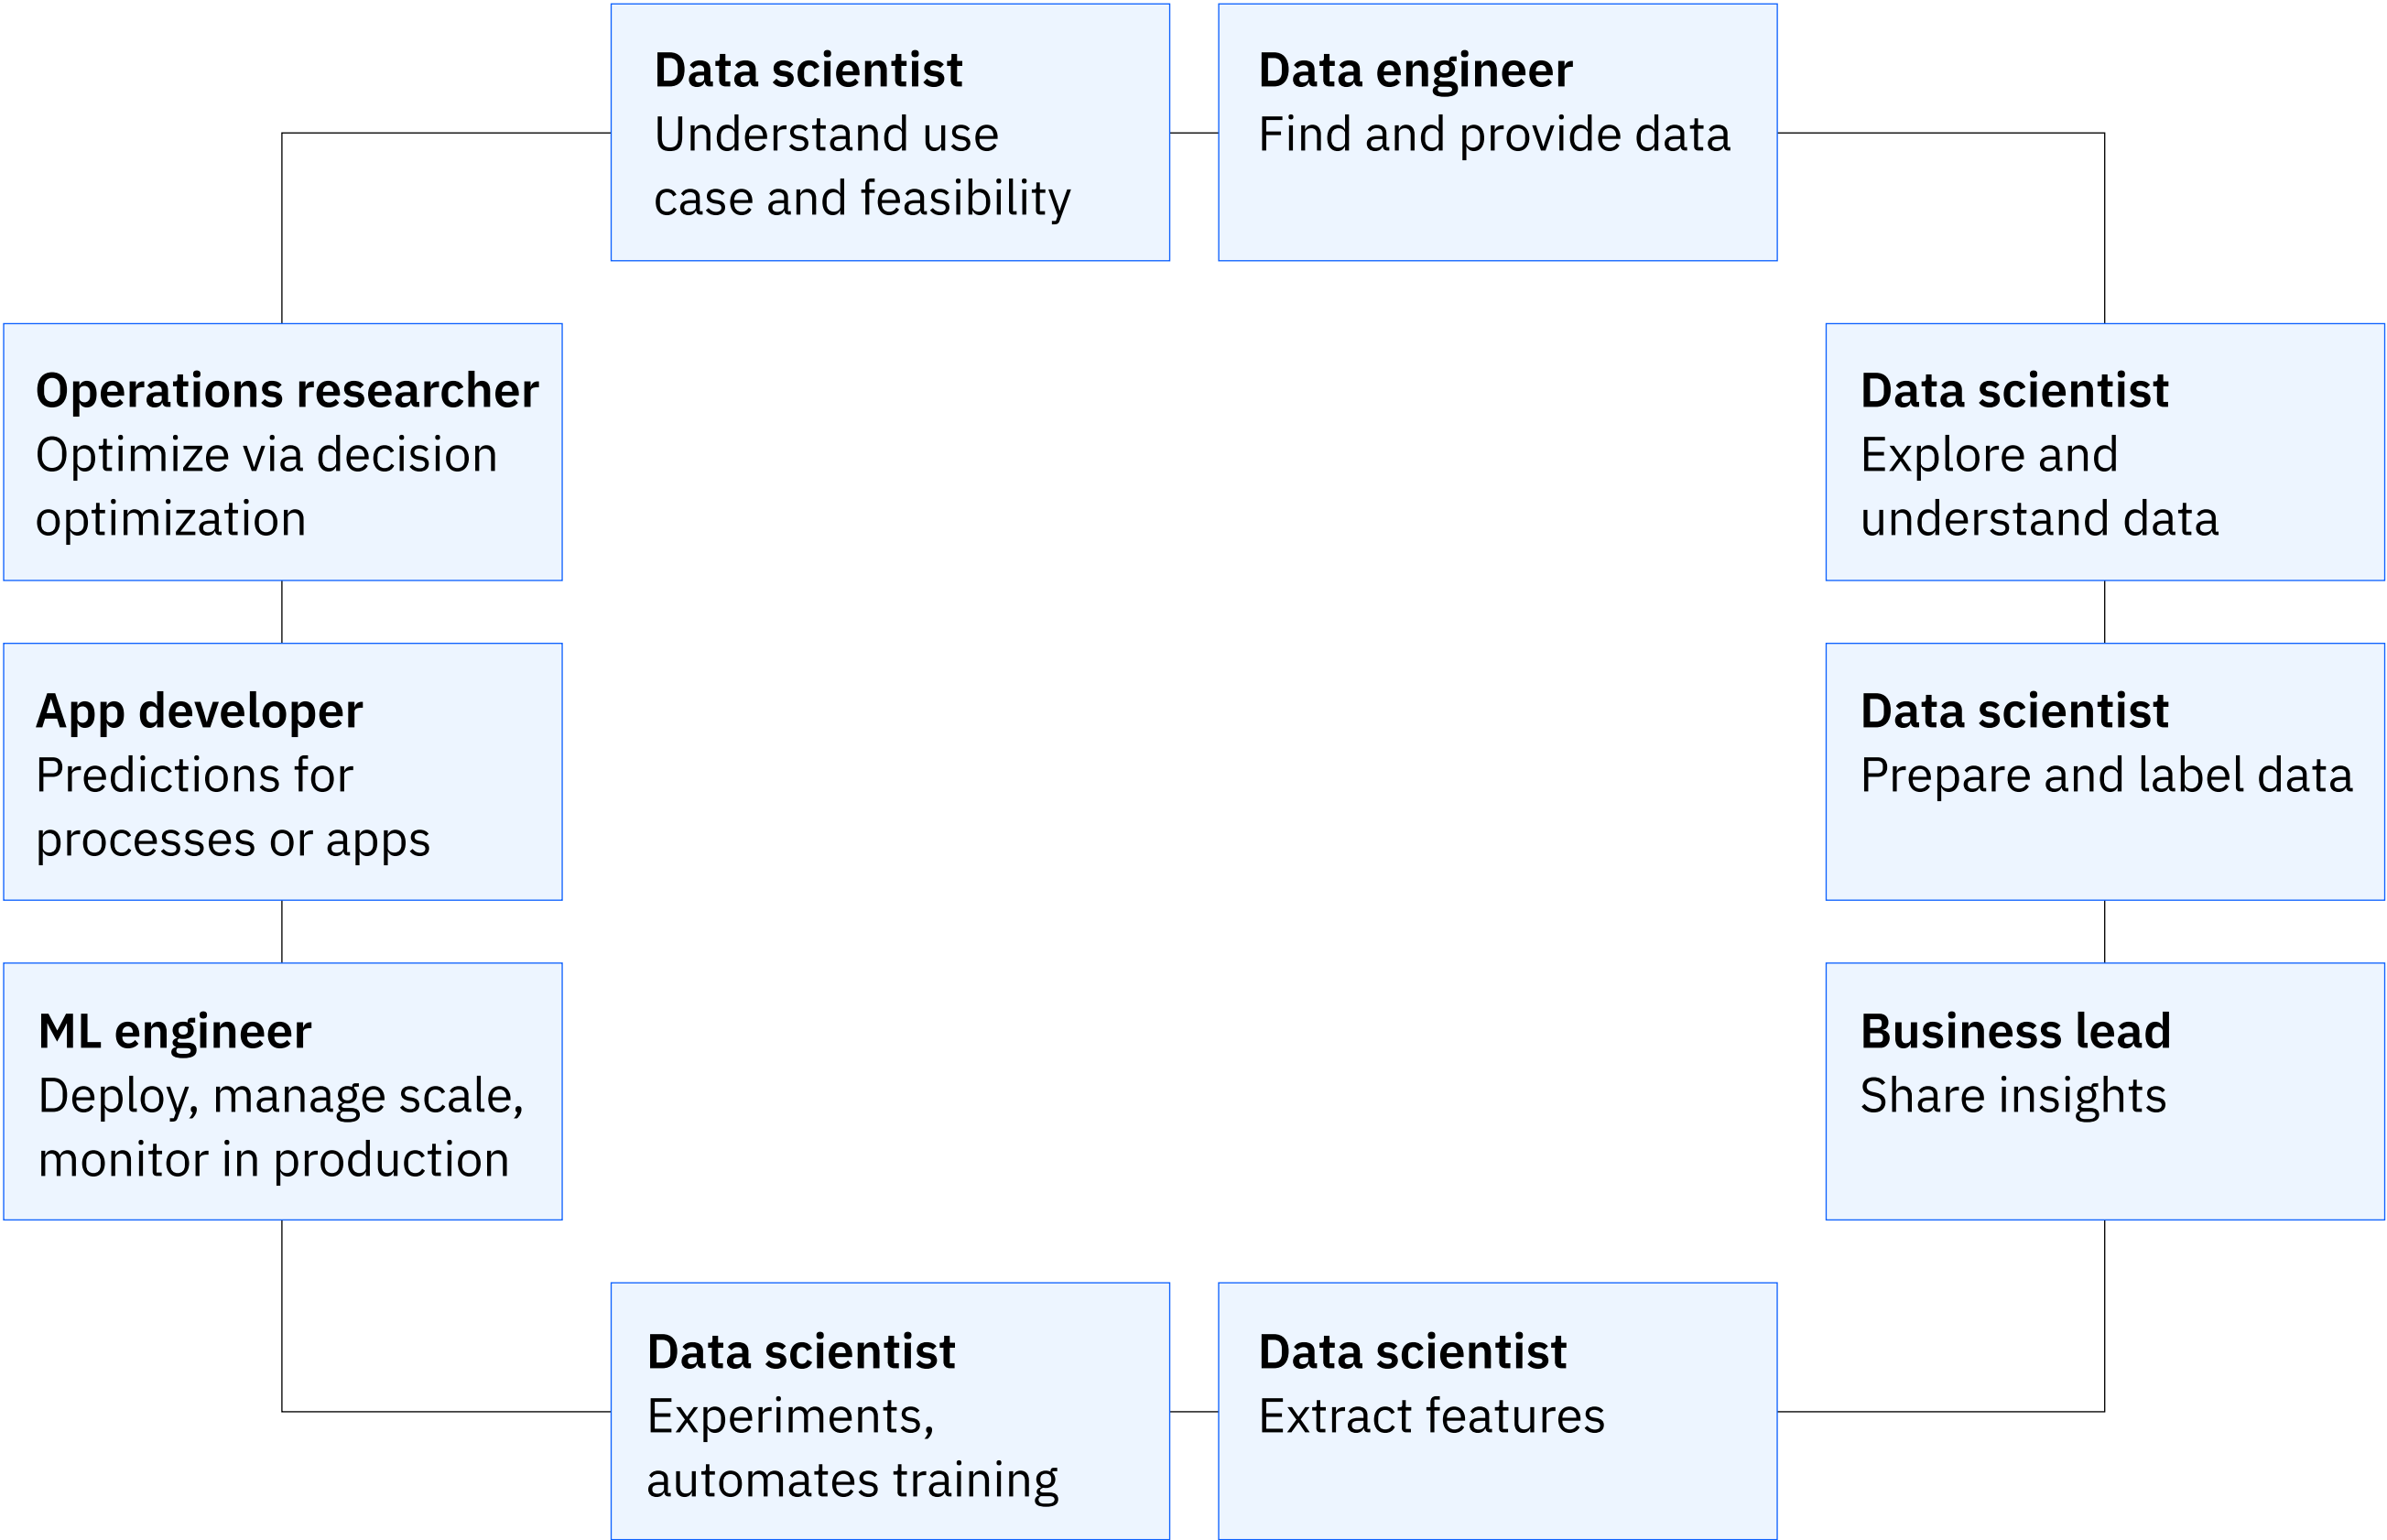 Data scientist
Understand use
case and feasibility
Data engineer
Find and provide data
Operations researcher
Optimize via decision
optimization
Data scientist
Explore and
understand data
App developer
Predictions for
processes or apps
Data scientist
Prepare and label data
ML engineer
Deploy, manage scale,
monitor in production
Business lead
Share insights
Data scientist
Experiments,
automates training
Data scientist
Extract features